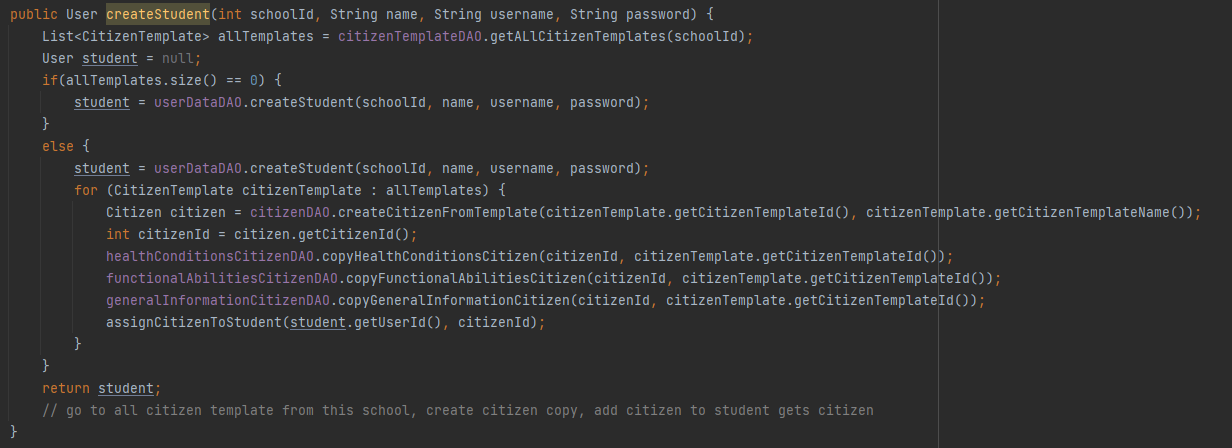 public User createStudent(int schoolId, String name, String username, String password) {
    List<CitizenTemplate> allTemplates = citizenTemplateDAO.getALlCitizenTemplates(schoolId);
    User student = null;
    if(allTemplates.size() == 0) {
        student = userDataDAO.createStudent(schoolId, name, username, password);
    }
    else {
        student = userDataDAO.createStudent(schoolId, name, username, password);
        for (CitizenTemplate citizenTemplate : allTemplates) {
            Citizen citizen = citizenDAO.createCitizenFromTemplate(citizenTemplate.getCitizenTemplateId(), citizenTemplate.getCitizenTemplateName());
            int citizenId = citizen.getCitizenId();
            healthConditionsCitizenDAO.copyHealthConditionsCitizen(citizenId, citizenTemplate.getCitizenTemplateId());
            functionalAbilitiesCitizenDAO.copyFunctionalAbilitiesCitizen(citizenId, citizenTemplate.getCitizenTemplateId());
            generalInformationCitizenDAO.copyGeneralInformationCitizen(citizenId, citizenTemplate.getCitizenTemplateId());
            assignCitizenToStudent(student.getUserId(), citizenId);
        }
    }
    return student;
    // go to all citizen template from this school, create citizen copy, add citizen to student gets citizen
}